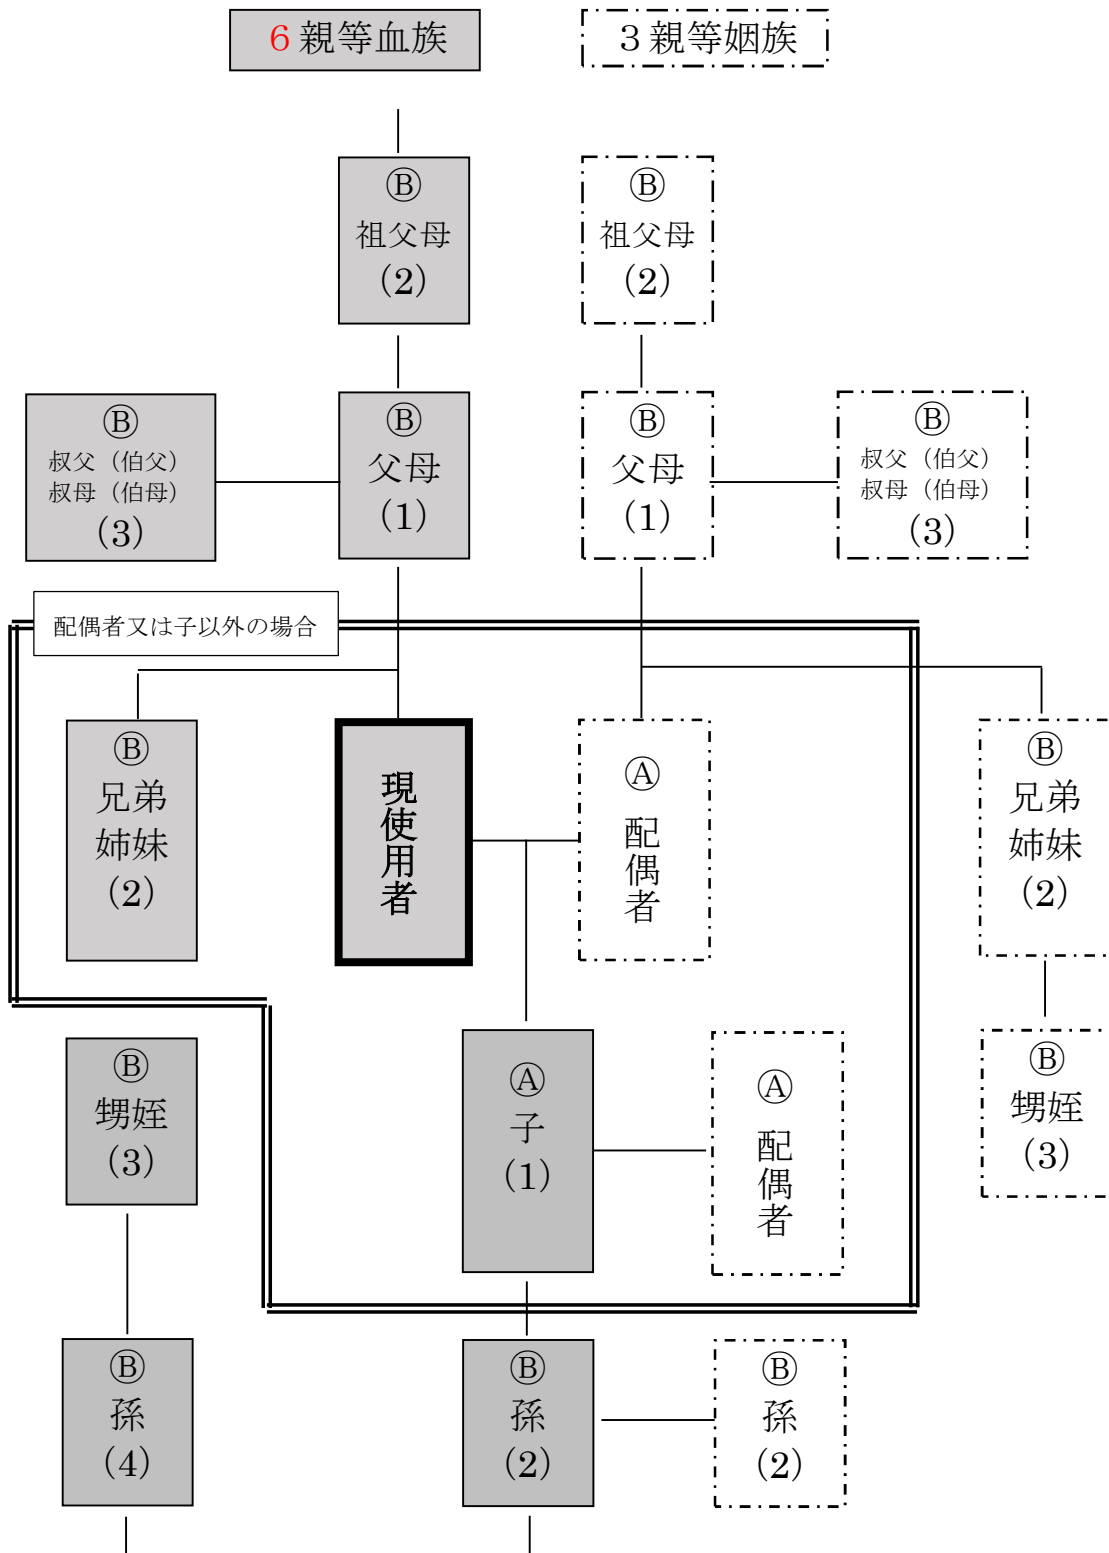 6親等血族
3親等姻族
Ⓑ
祖父母
(2)
Ⓑ
祖父母
(2)
Ⓑ
叔父（伯父）
叔母（伯母）
(3)
Ⓑ
父母
(1)
Ⓑ
父母
(1)
Ⓑ
叔父（伯父）
叔母（伯母）
(3)
配偶者又は子以外の場合
Ⓑ
兄弟
姉妹
(2)
現使用者
Ⓐ
配偶者
Ⓑ
兄弟
姉妹
(2)
Ⓑ
甥姪
(3)
Ⓐ
子
(1)
Ⓐ
配偶者
Ⓑ
甥姪
(3)
Ⓑ
孫
(4)
Ⓑ
孫
(2)
Ⓑ
孫
(2)